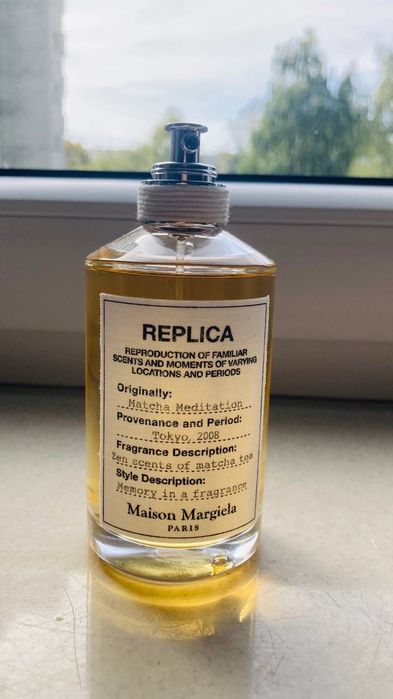 REPLICA
REPRODUCTION OF FAMILIAR
SCENTS AND MOMENTS OF VARYING
LOCATIONS AND PERIODS
Originally:
Matcha Meditation
Provenance and Period:
Tokyo, 2008
Fragrance Description:
Zen scents of matcha tea
Style Description:
Memory in a fragrance
Maison Margiela
PARIS